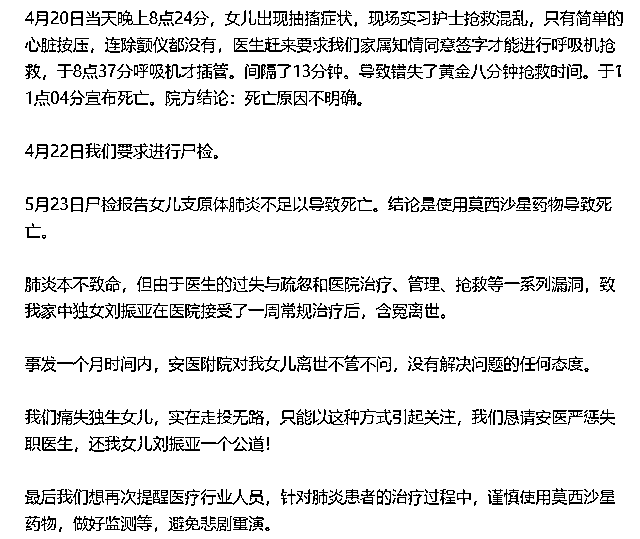 4月20日当天晚上8点24分，女儿出现抽搐症状，现场实习护士抢救混乱，只有简单的
心脏按压，连除颤仪都没有，医生赶来要求我们家属知情同意签字才能进行呼吸机抢
救，于8点37分呼吸机才插管。间隔了13分钟。导致错失了黄金八分钟抢救时间。于1
1点04分宣布死亡。院方结论：死亡原因不明确。
4月22日我们要求进行尸检。
5月23日尸检报告女儿支原体肺炎不足以导致死亡。结论是使用莫西沙星药物导致死
亡。
肺炎本不致命，但由于医生的过失与疏忽和医院治疗、管理、抢救等一系列漏洞，致
我家中独女刘振亚在医院接受了一周常规治疗后，含冤离世。
事发一个月时间内，安医附院对我女儿离世不管不问，没有解决问题的任何态度。
我们痛失独生女儿，实在走投无路，只能以这种方式引起关注，我们恳请安医严惩失
职医生，还我女儿刘振亚一个公道！
最后我们想再次提醒医疗行业人员，针对肺炎患者的治疗过程中，谨慎使用莫西沙星
药物，做好监测等，避免悲剧重演。